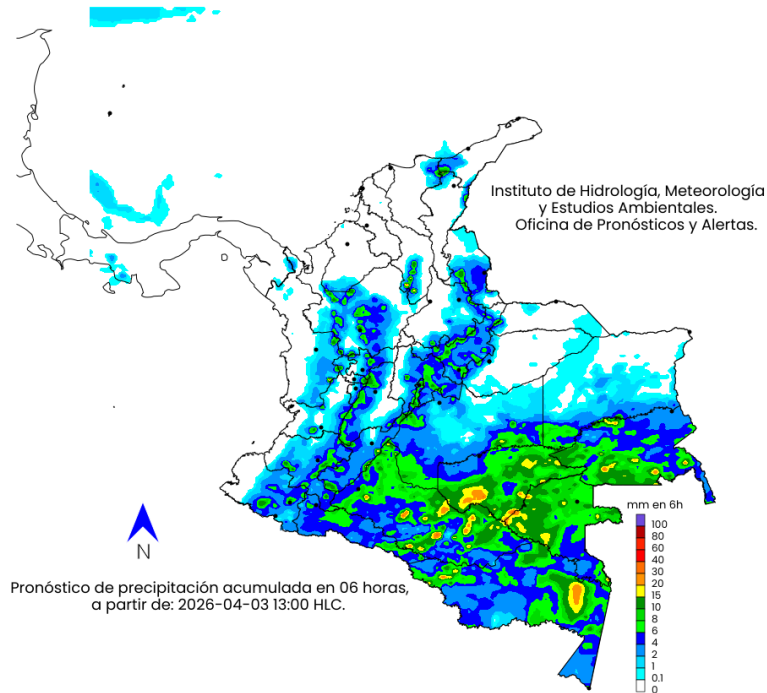 Instituto de Hidrología, Meteorología
y Estudios Ambientales.
Oficina de Pronósticos y Alertas.
mm en 6h
100
80
60
40
30
20
15
10
8
6
4
2
1
0.1
0
N
Pronóstico de precipitación acumulada en 06 horas,
a partir de: 2026-04-03 13:00 HLC.